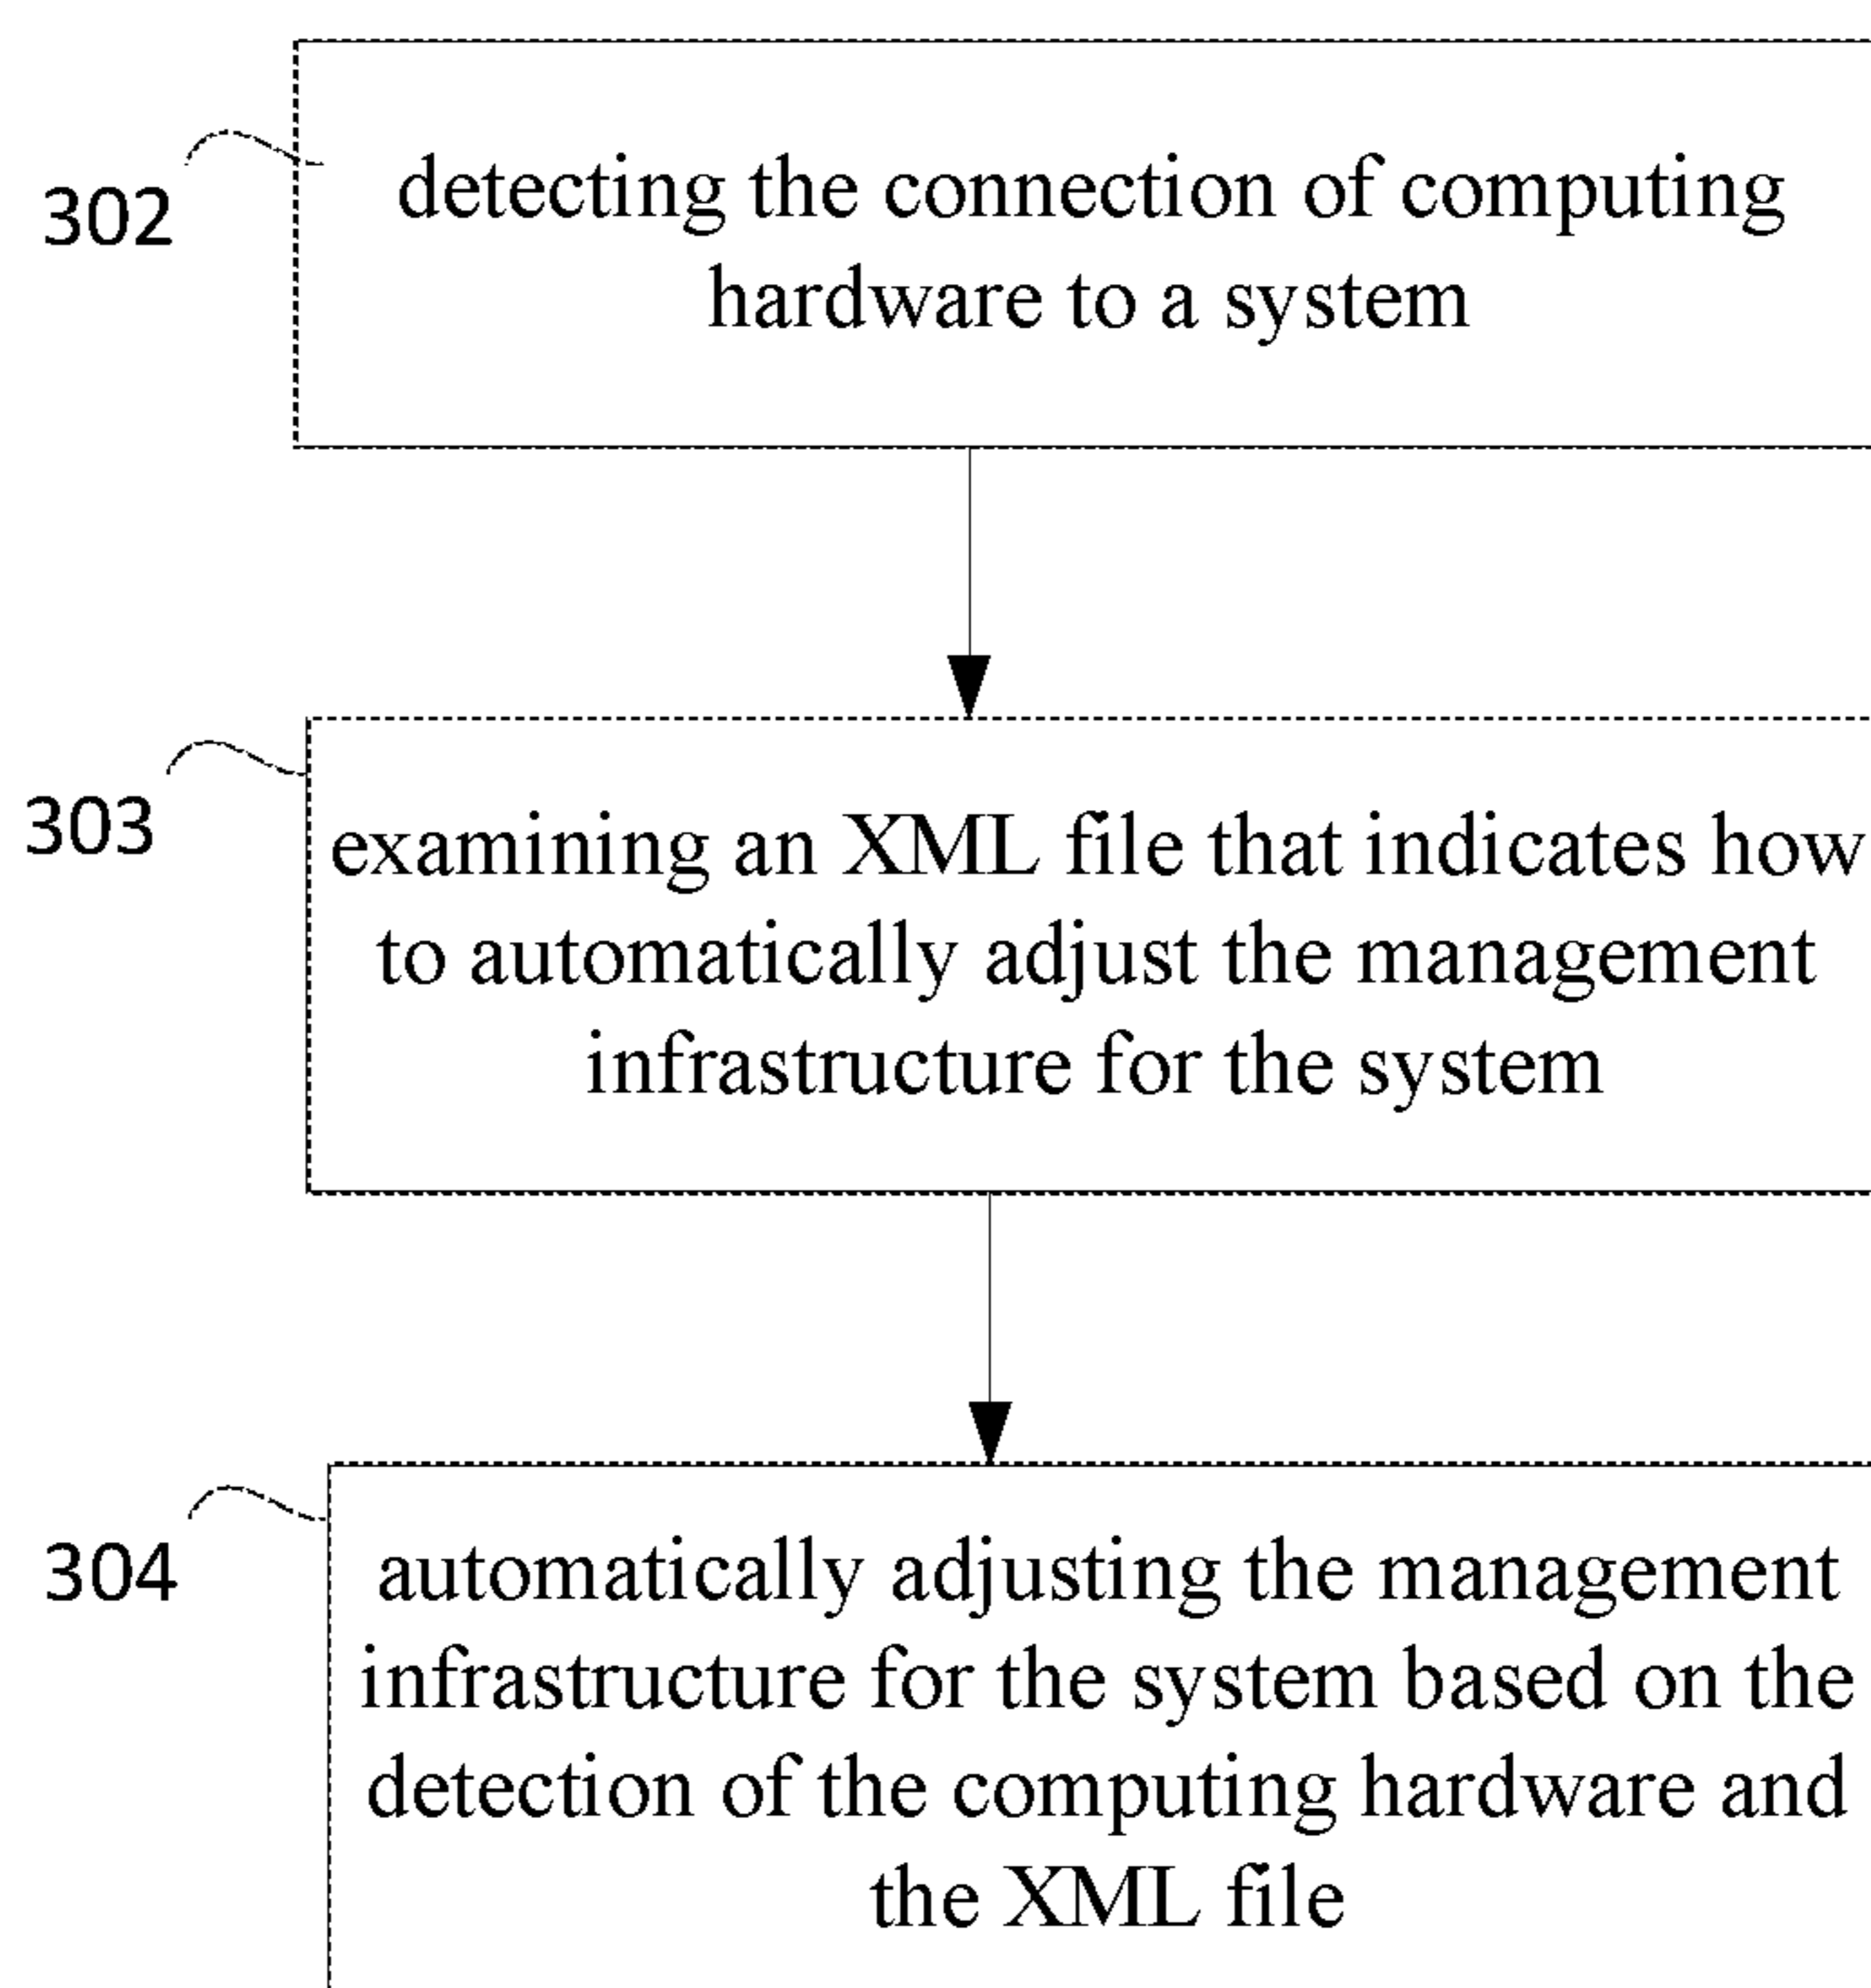 302
detecting the connection of computing
hardware to a system
303
examining an XML file that indicates how
to automatically adjust the management
infrastructure for the system
304
automatically adjusting the management
infrastructure for the system based on the
detection of the computing hardware and
the XML file